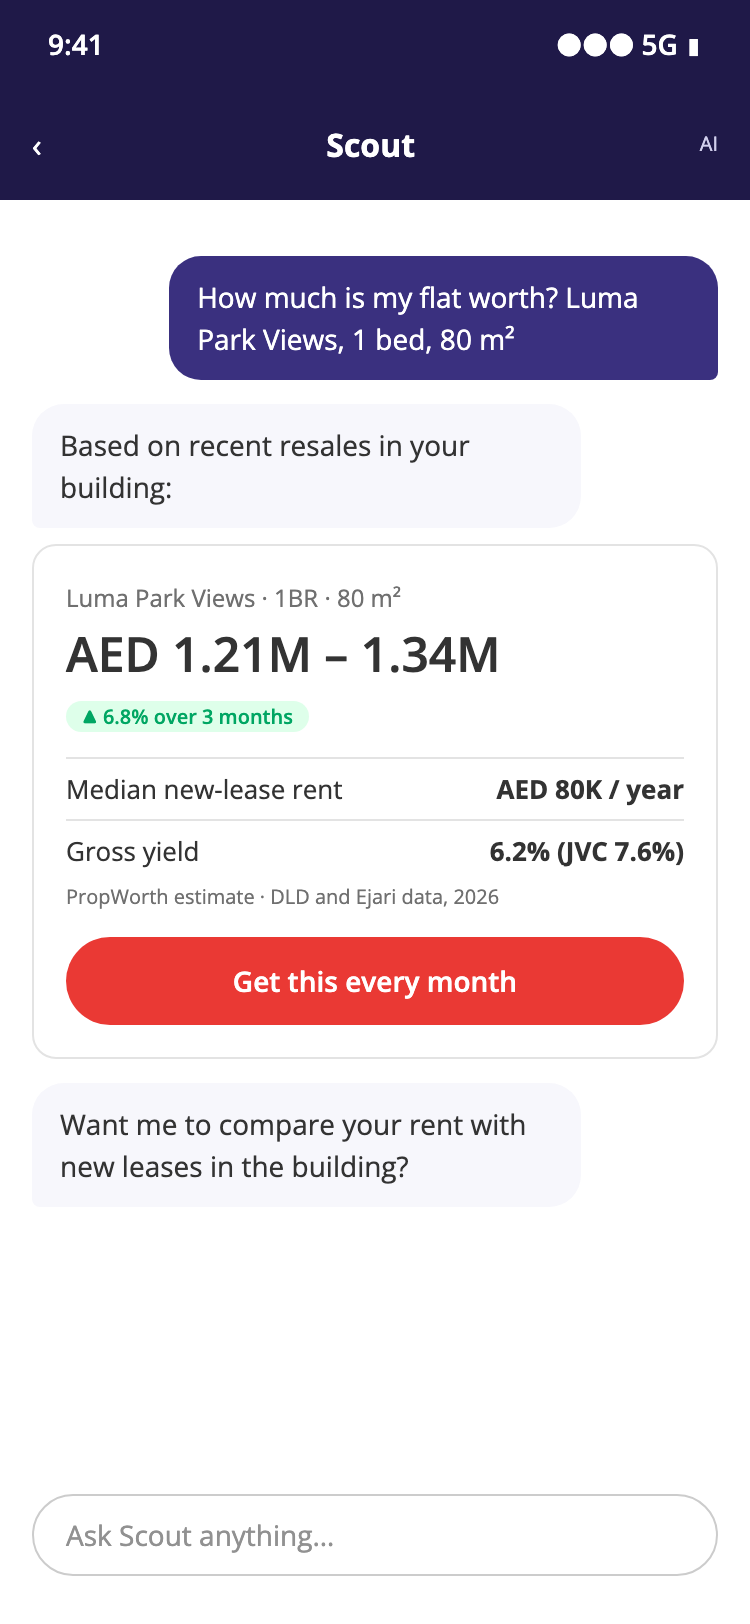 9:41
5G
‹
Scout
AI
How much is my flat worth? Luma
Park Views, 1 bed, 80 m²
Based on recent resales in your
building:
Luma Park Views · 1BR · 80 m²
AED 1.21M – 1.34M
▲ 6.8% over 3 months
Median new-lease rent AED 80K / year
Gross yield 6.2% (JVC 7.6%)
PropWorth estimate · DLD and Ejari data, 2026
Get this every month
Want me to compare your rent with
new leases in the building?
Ask Scout anything...